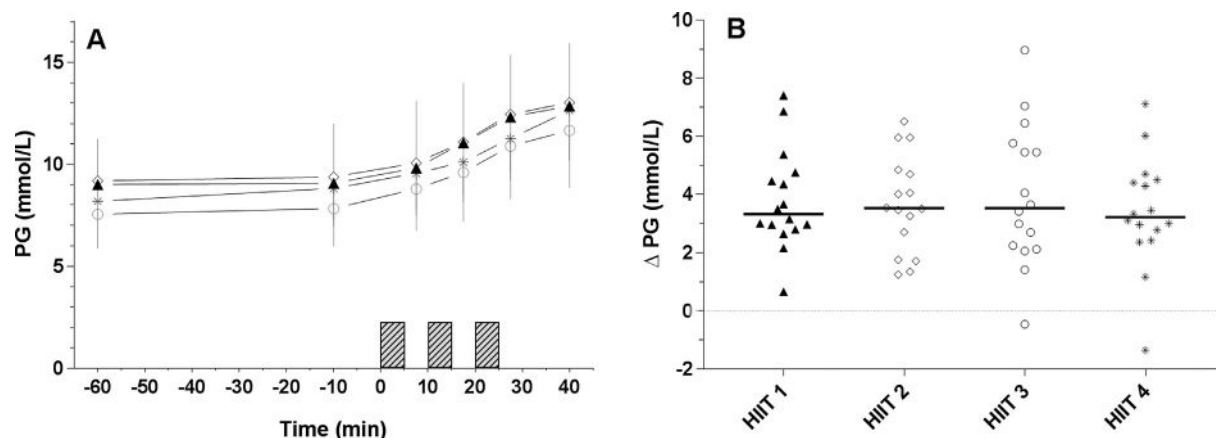 A
PG (mmol/L)
15
10
5
0
-60 -50 -40 -30 -20 -10 0 10 20 30 40
Time (min)
B
Δ PG (mmol/L)
10
8
6
4
2
0
-2
HIIT 1 HIIT 2 HIIT 3 HIIT 4